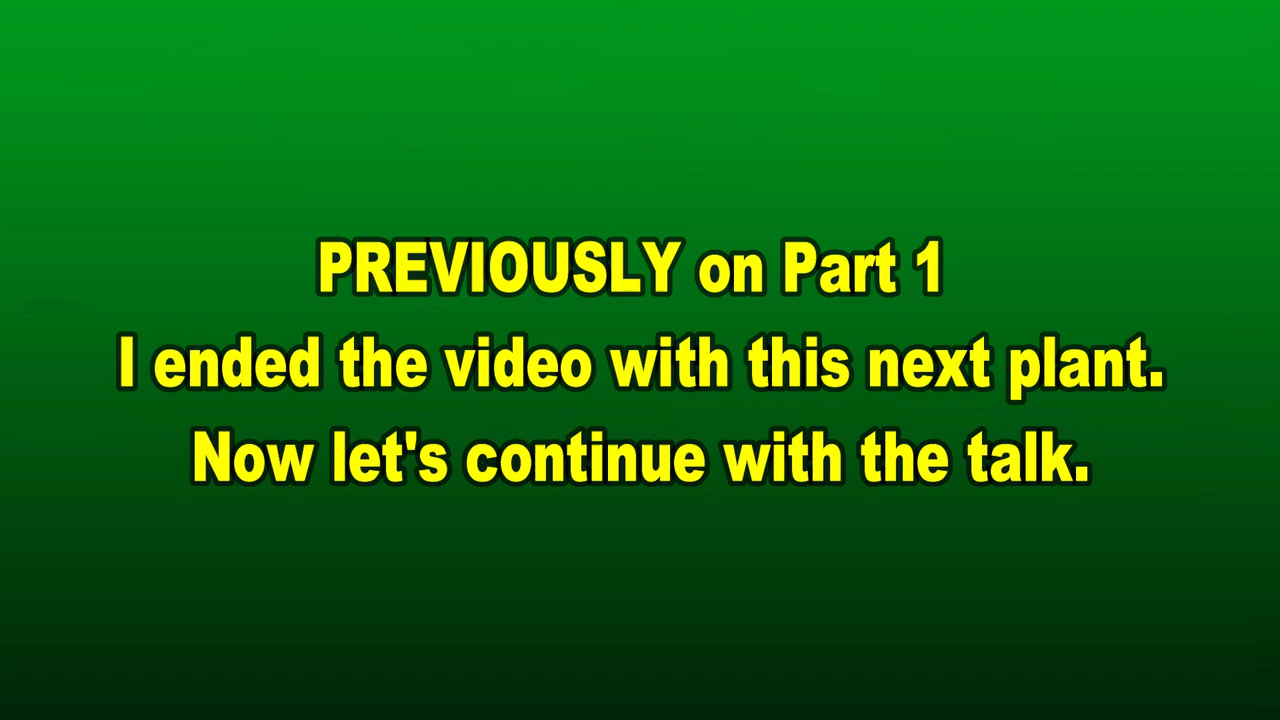 PREVIOUSLY on Part 1
I ended the video with this next plant.
Now let's continue with the talk.